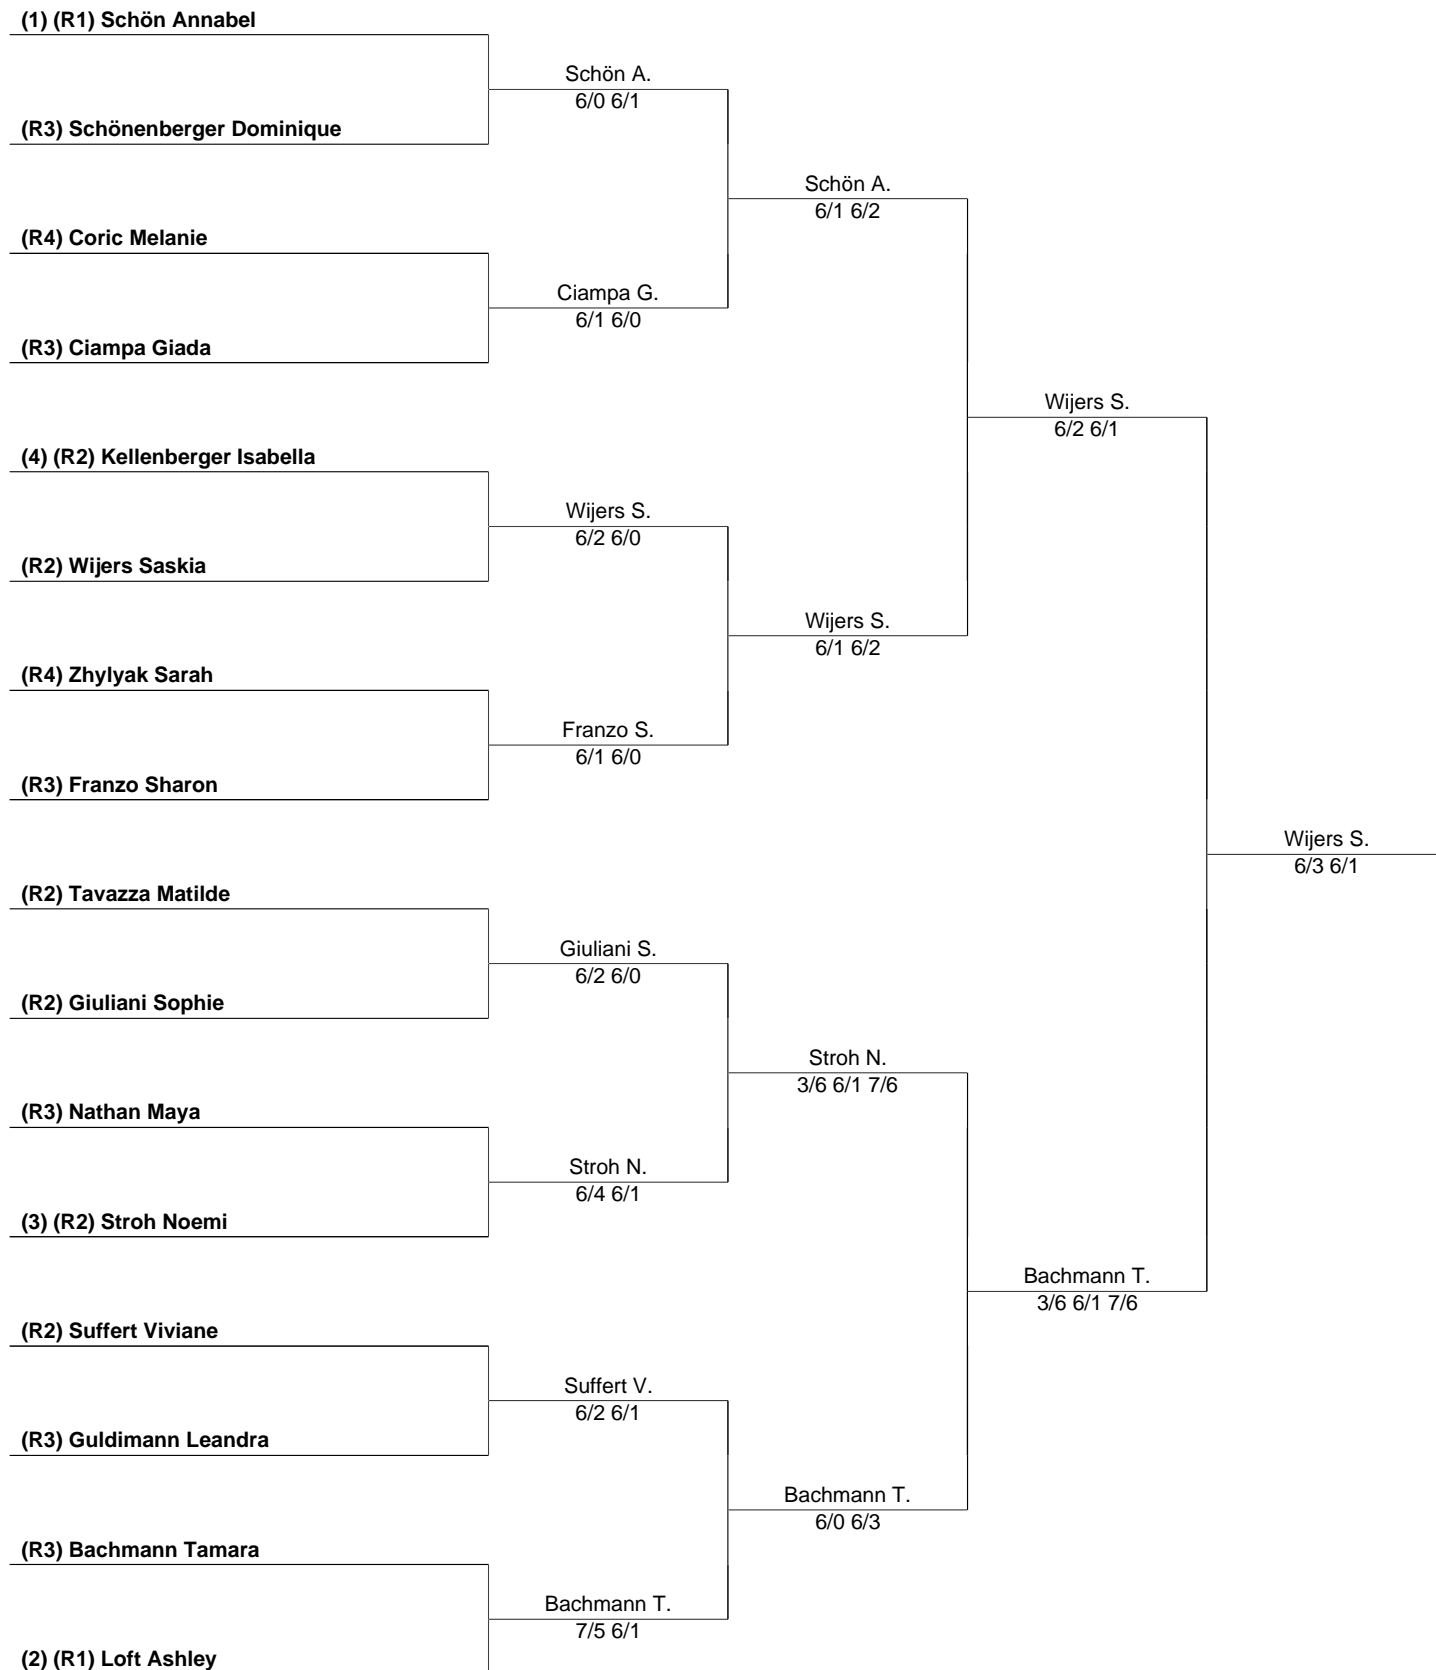 (1) (R1) Schön Annabel
Schön A.
6/0 6/1
(R3) Schönenberger Dominique
Schön A.
6/1 6/2
(R4) Coric Melanie
Ciampa G.
6/1 6/0
(R3) Ciampa Giada
Wijers S.
6/2 6/1
(4) (R2) Kellenberger Isabella
Wijers S.
6/2 6/0
(R2) Wijers Saskia
Wijers S.
6/1 6/2
(R4) Zhylyak Sarah
Franzo S.
6/1 6/0
(R3) Franzo Sharon
Wijers S.
6/3 6/1
(R2) Tavazza Matilde
Giuliani S.
6/2 6/0
(R2) Giuliani Sophie
Stroh N.
3/6 6/1 7/6
(R3) Nathan Maya
Stroh N.
6/4 6/1
(3) (R2) Stroh Noemi
Bachmann T.
3/6 6/1 7/6
(R2) Suffert Viviane
Suffert V.
6/2 6/1
(R3) Guldimann Leandra
Bachmann T.
6/0 6/3
(R3) Bachmann Tamara
Bachmann T.
7/5 6/1
(2) (R1) Loft Ashley